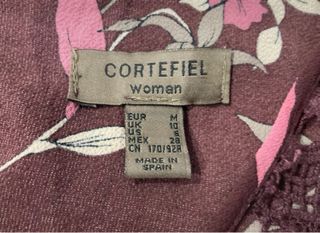 CORTEFIEL
woman
EUR M
UK 10
US 6
MEX 28
CN 170/92A
MADE IN
SPAIN